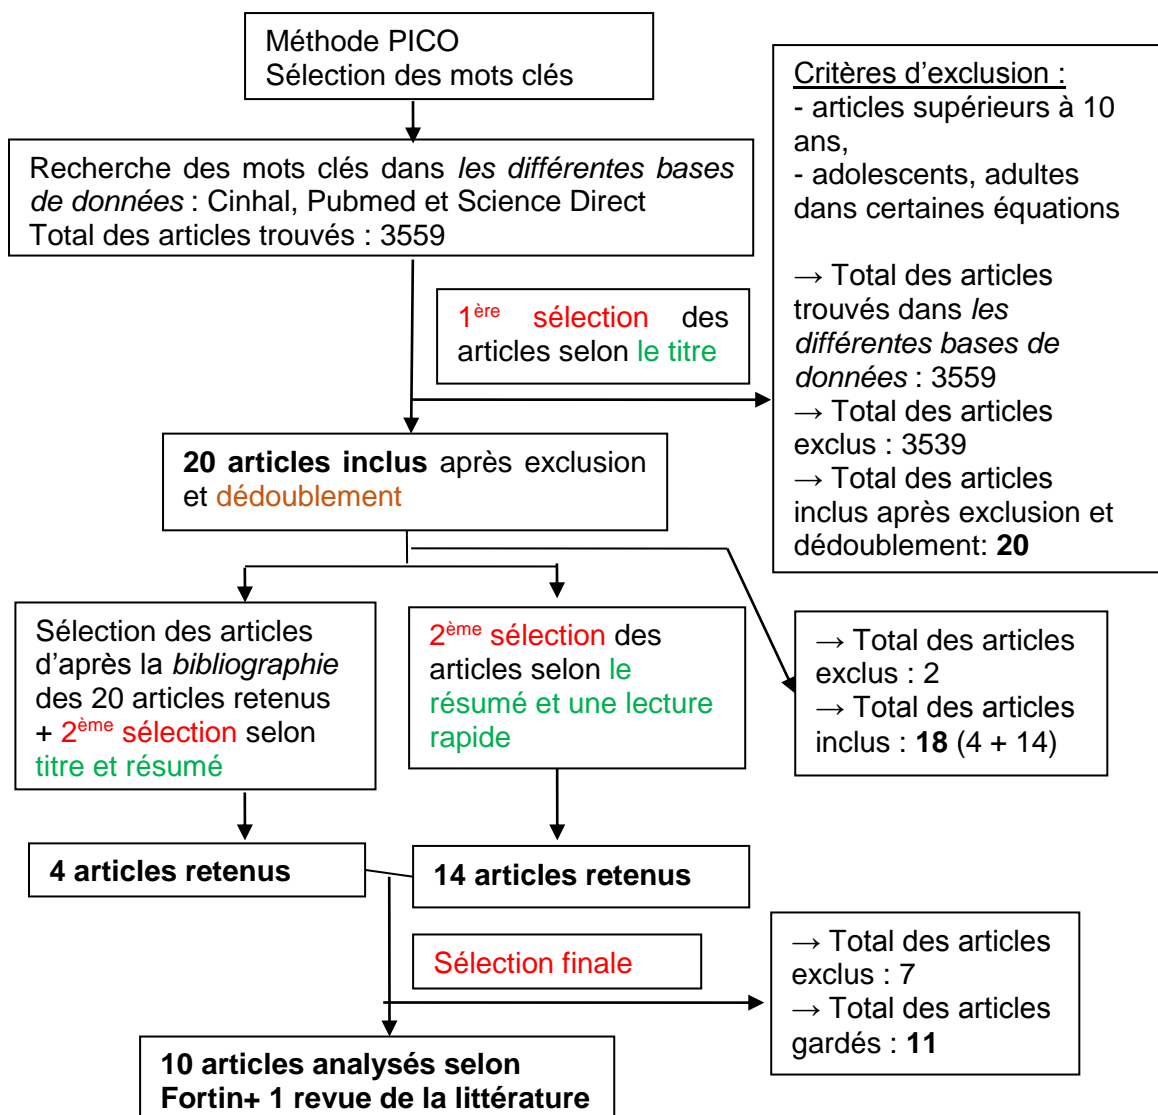 Méthode PICO
Sélection des mots clés
Recherche des mots clés dans les différentes bases
de données : Cinhal, Pubmed et Science Direct
Total des articles trouvés : 3559
Critères d’exclusion :
- articles supérieurs à 10
ans,
- adolescents, adultes
dans certaines équations
→ Total des articles
trouvés dans les
différentes bases de
données : 3559
→ Total des articles
exclus : 3539
→ Total des articles
inclus après exclusion et
dédoublement: 20
1ère sélection des
articles selon le titre
20 articles inclus après exclusion
et dédoublement
Sélection des articles
d’après la bibliographie
des 20 articles retenus
+ 2ème sélection selon
titre et résumé
2ème sélection des
articles selon le
résumé et une lecture
rapide
→ Total des articles
exclus : 2
→ Total des articles
inclus : 18 (4 + 14)
4 articles retenus
14 articles retenus
Sélection finale
→ Total des articles
exclus : 7
→ Total des articles
gardés : 11
10 articles analysés selon
Fortin+ 1 revue de la littérature